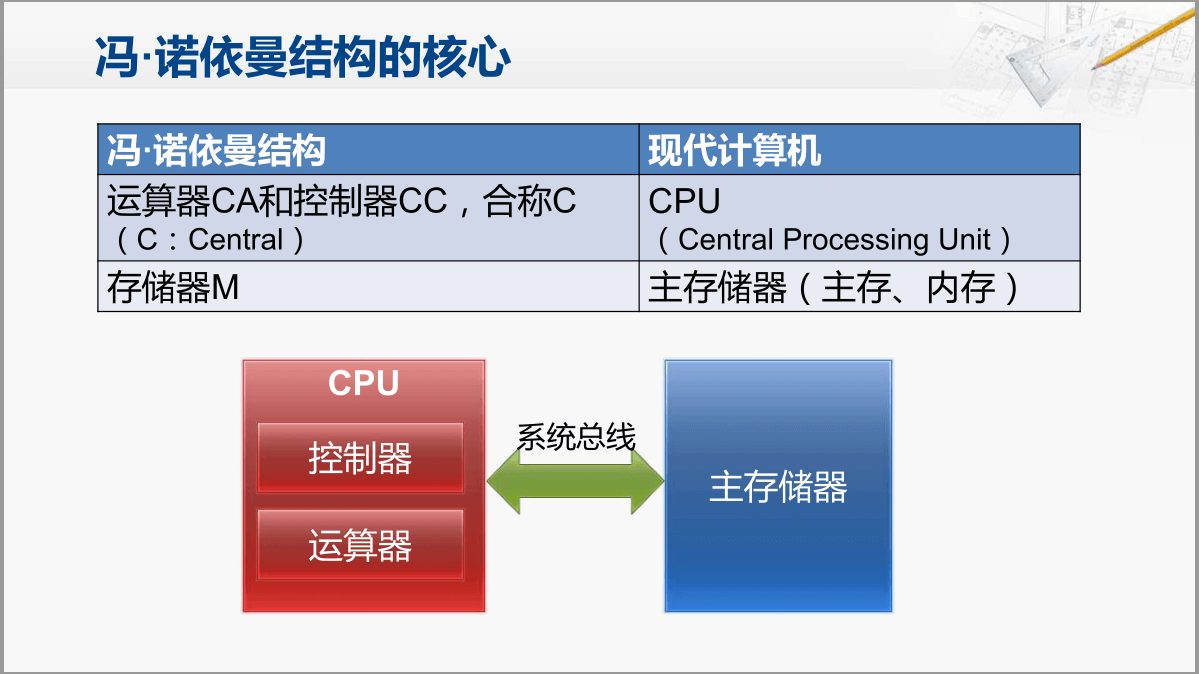 冯·诺依曼结构的核心
冯·诺依曼结构
现代计算机
运算器CA和控制器CC，合称C
（C：Central）
CPU
（Central Processing Unit）
存储器M
主存储器（主存、内存）
CPU
控制器
运算器
系统总线
主存储器